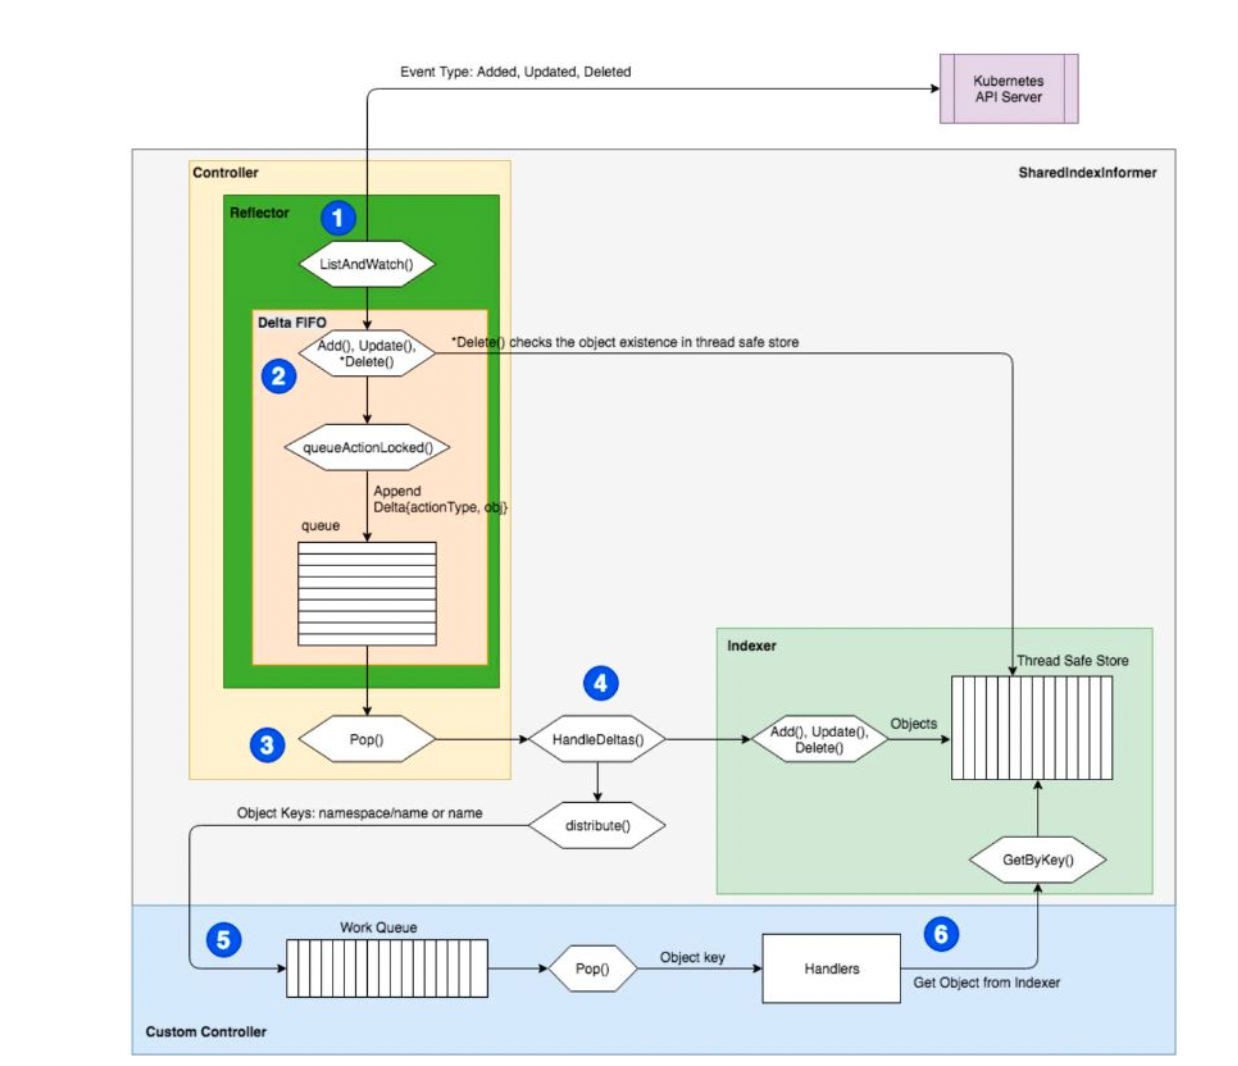 Event Type: Added, Updated, Deleted
Kubernetes
API Server
Controller
SharedIndexInformer
Reflector
1
ListAndWatch()
Delta FIFO
Add(), Update(),
*Delete()
*Delete() checks the object existence in thread safe store
2
queueActionLocked()
Append
Delta{actionType, obj}
queue
Indexer
Thread Safe Store
4
3
Pop()
HandleDeltas()
Add(), Update(),
Delete()
Objects
Object Keys: namespace/name or name
distribute()
GetByKey()
5
Work Queue
6
Pop()
Object key
Handlers
Get Object from Indexer
Custom Controller